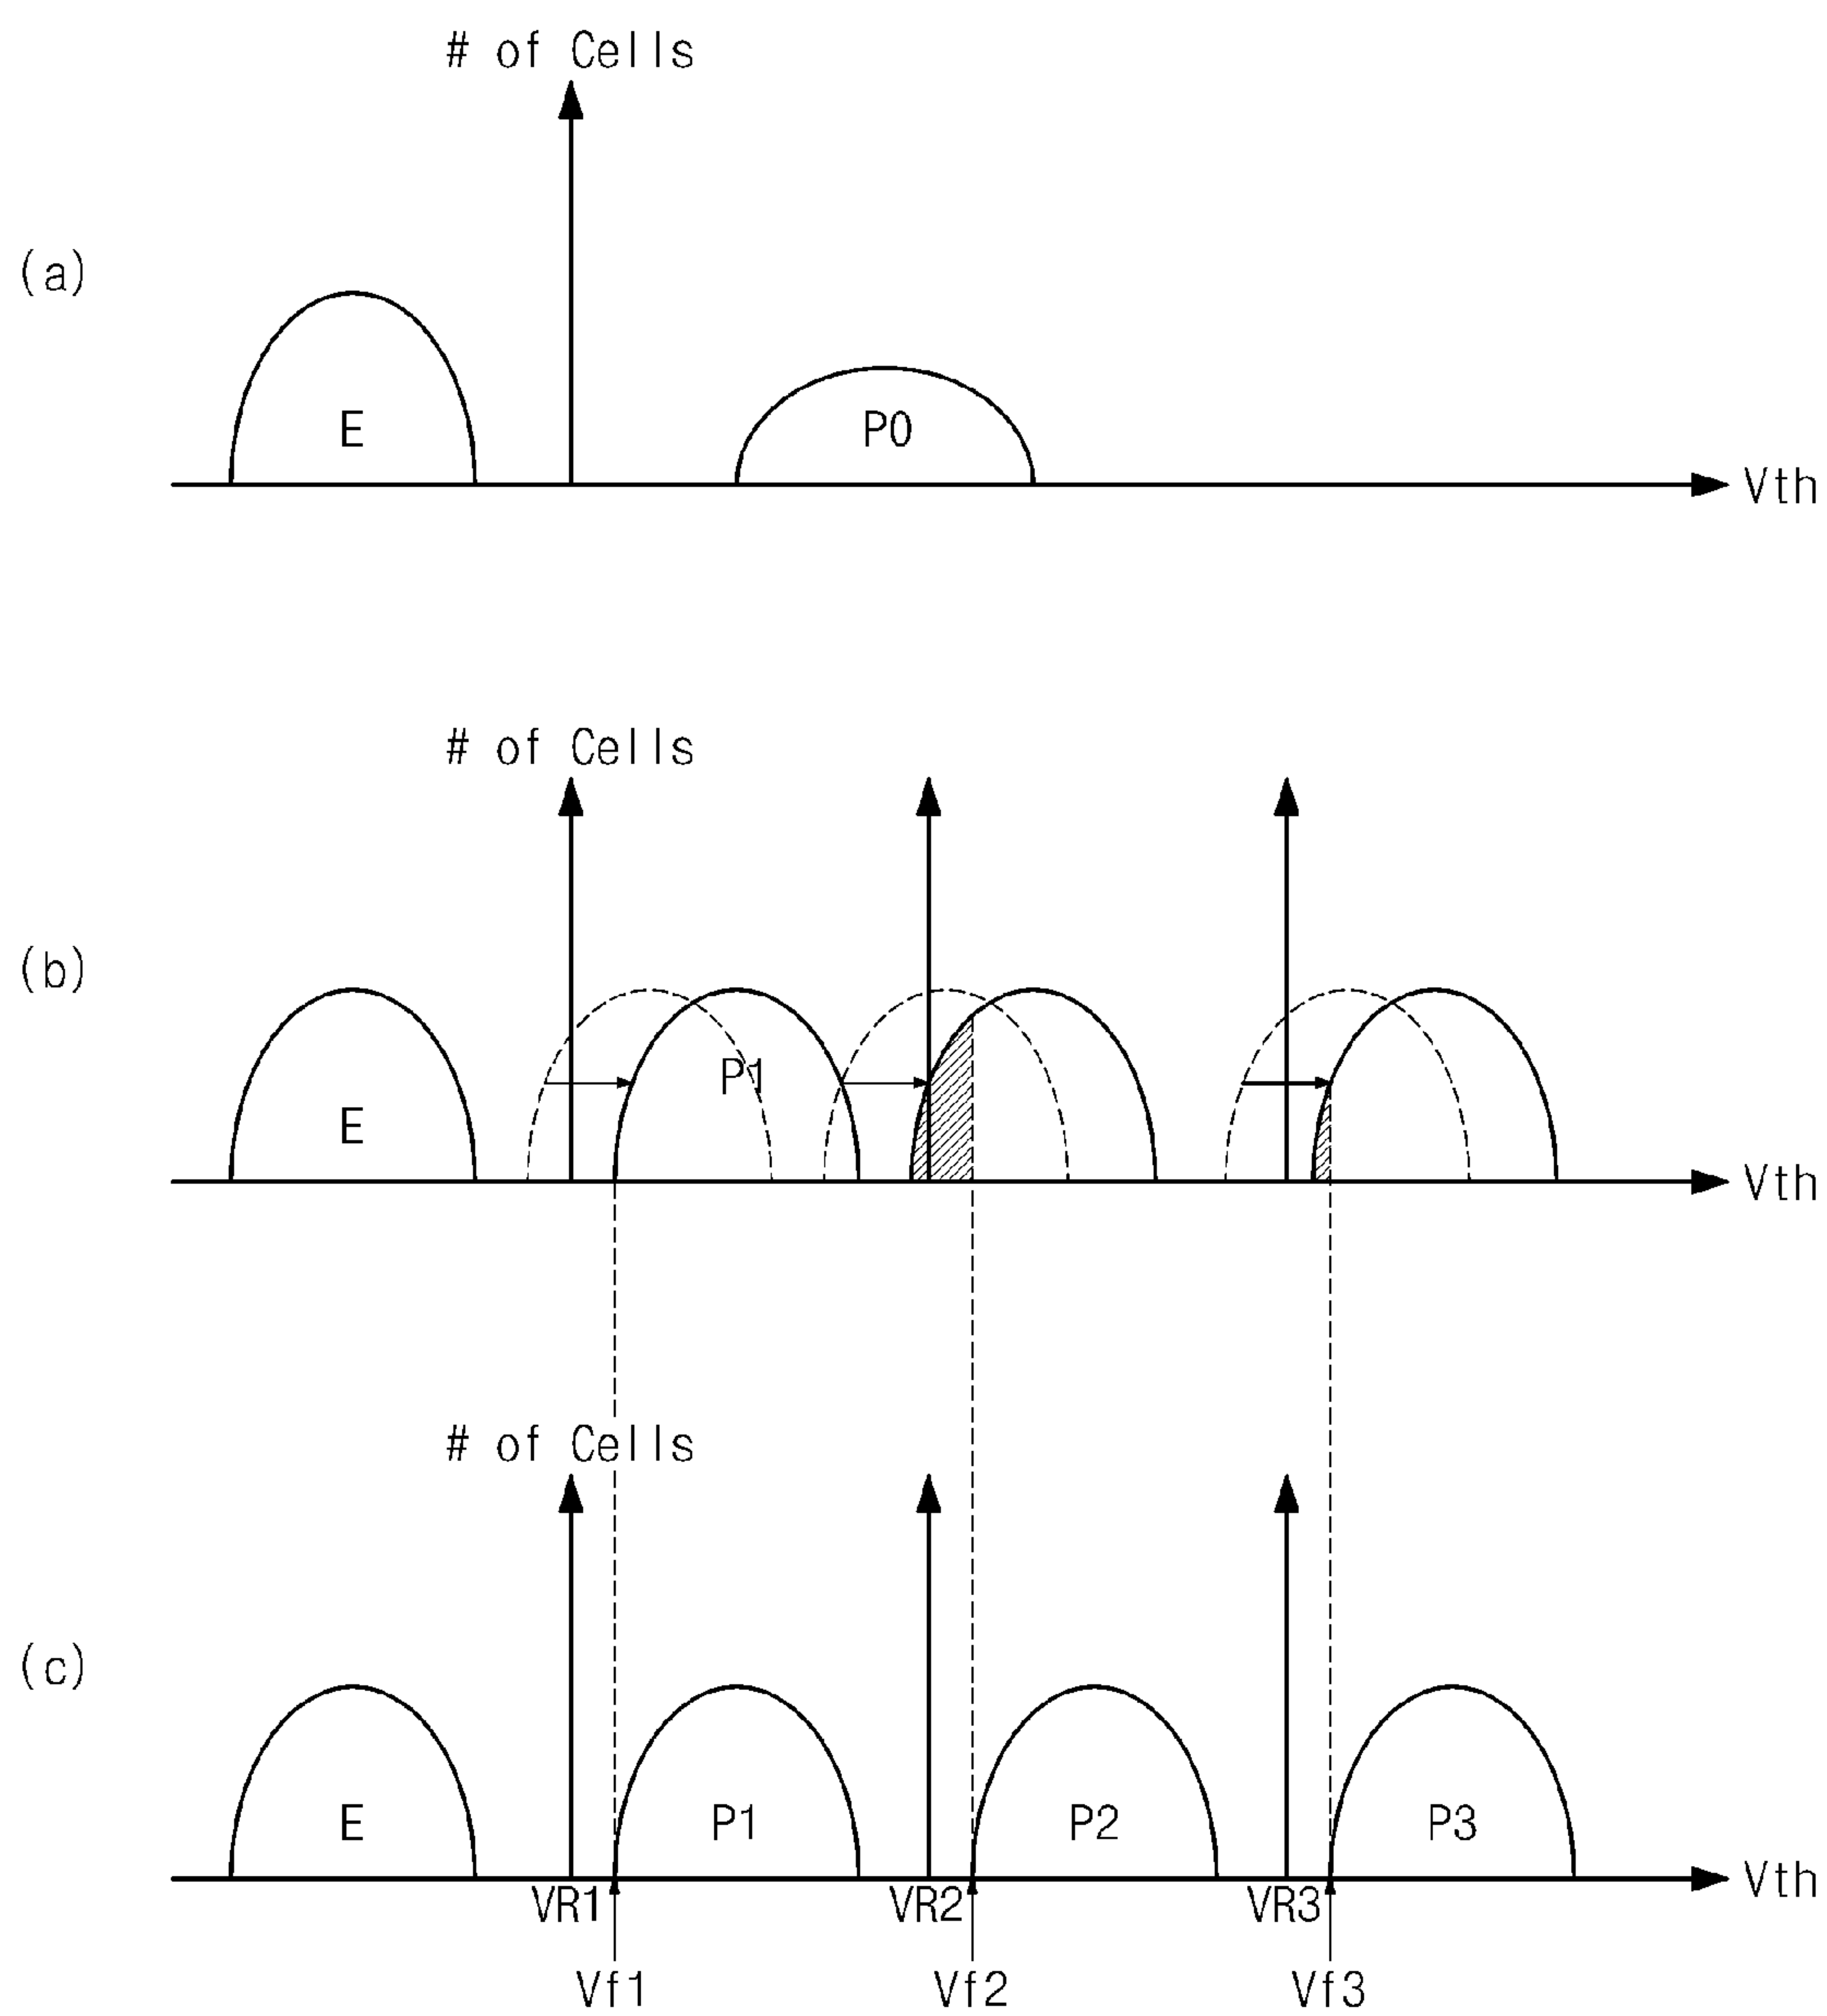 # of Cells
(a)
E
P0
Vth
# of Cells
(b)
P1
E
Vth
# of Cells
(c)
E
P1
P2
P3
Vth
VR1
VR2
VR3
Vf1
Vf2
Vf3